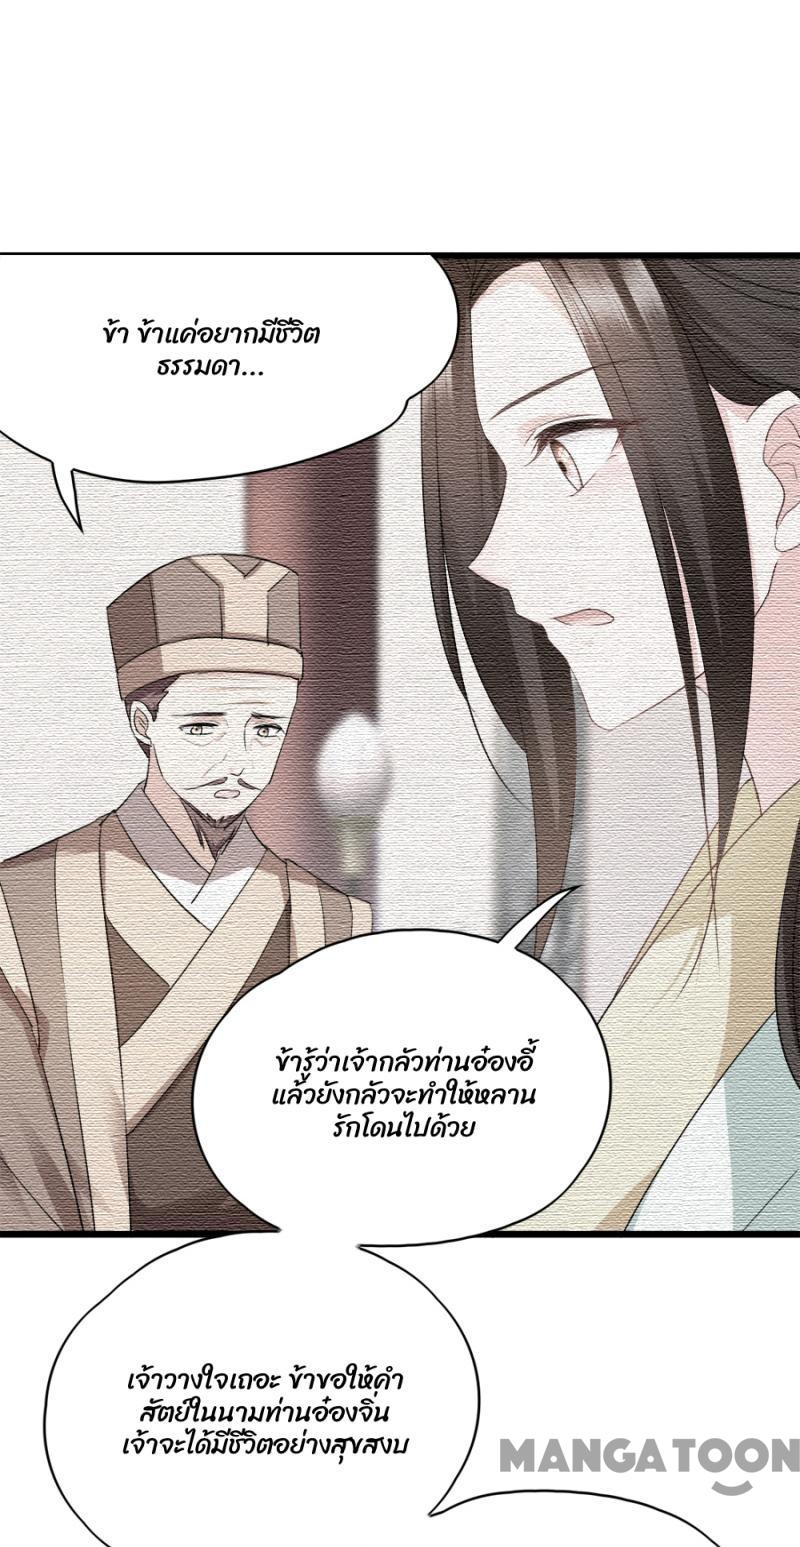 ข้า ข้าแค่อยากมีชีวิต
ธรรมดา...
ข้ารู้ว่าเจ้ากลัวท่านอ๋องอี้
แล้วยังกลัวจะทำให้หลาน
รักโดนไปด้วย
เจ้าวางใจเถอะ ข้าขอให้คำ
สัตย์ในนามท่านอ๋องจิ่น
เจ้าจะได้มีชีวิตอย่างสุขสงบ
MANGATOON